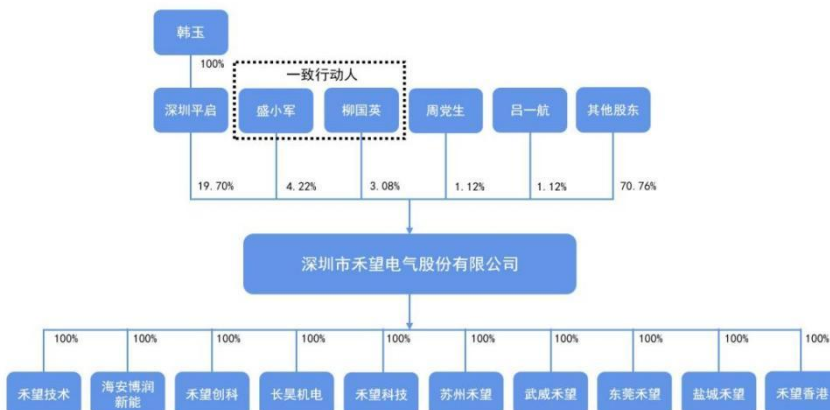 韩玉
100%
一致行动人
深圳平启
盛小军
柳国英
周党生
吕一航
其他股东
19.70%
4.22%
3.08%
1.12%
1.12%
70.76%
深圳市禾望电气股份有限公司
100%
100%
100%
100%
100%
100%
100%
100%
100%
100%
禾望技术
海安博润
新能
禾望创科
长昊机电
禾望科技
苏州禾望
武威禾望
东莞禾望
盐城禾望
禾望香港